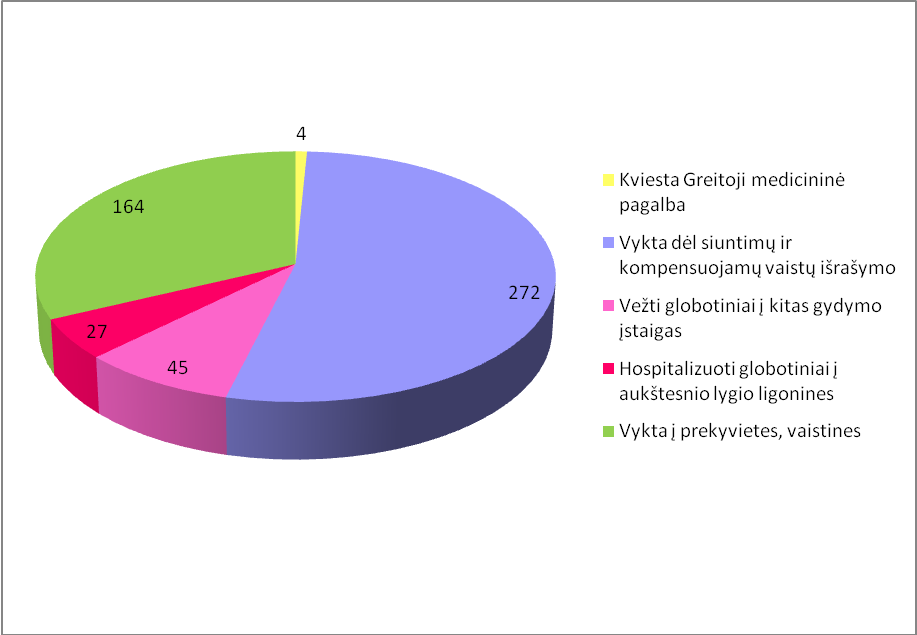 4
164
272
27
45
Kviesta Greitoji medicininė
pagalba
Vykta dėl siuntimų ir
kompensuojamų vaistų išrašymo
Vežti globotiniai į kitas gydymo
įstaigas
Hospitalizuoti globotiniai į
aukštesnio lygio ligonines
Vykta į prekyvietes, vaistines